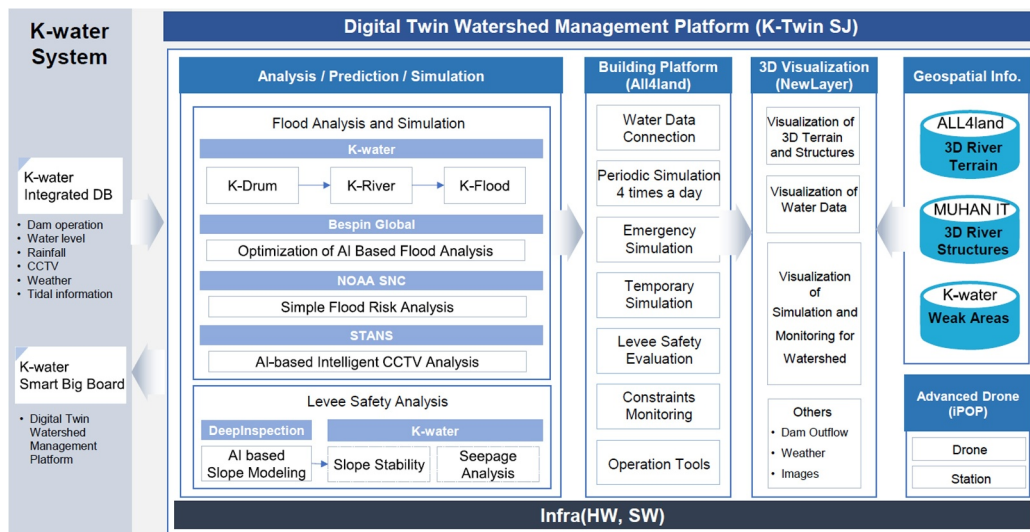 K-water
System
K-water
Integrated DB
• Dam operation
• Water level
• Rainfall
• CCTV
• Weather
• Tidal information
K-water
Smart Big Board
• Digital Twin
Watershed
Management
Platform
Digital Twin Watershed Management Platform (K-Twin SJ)
Analysis / Prediction / Simulation
Flood Analysis and Simulation
K-water
K-Drum
K-River
K-Flood
Bespin Global
Optimization of AI Based Flood Analysis
NOAA SNC
Simple Flood Risk Analysis
STANS
AI-based Intelligent CCTV Analysis
Levee Safety Analysis
DeepInspection
K-water
AI based
Slope Modeling
Slope Stability
Seepage
Analysis
Building Platform
(All4land)
Water Data
Connection
Periodic Simulation
4 times a day
Emergency
Simulation
Temporary
Simulation
Levee Safety
Evaluation
Constraints
Monitoring
Operation Tools
3D Visualization
(NewLayer)
Visualization of
3D Terrain
and Structures
Visualization of
Water Data
Visualization
of
Simulation and
Monitoring for
Watershed
Others
• Dam Outflow
• Weather
• Images
Geospatial Info.
ALL4land
3D River
Terrain
MUHAN IT
3D River
Structures
K-water
Weak Areas
Advanced Drone
(iPOP)
Drone
Station
Infra(HW, SW)